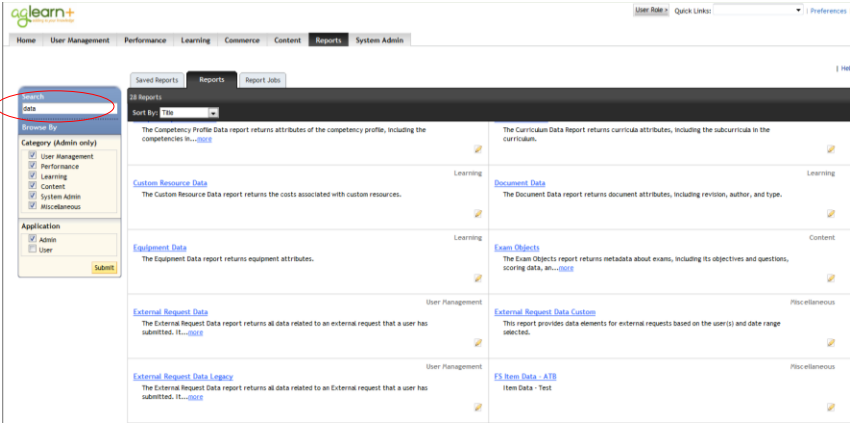 aglearn+
User Role > Quick Links: | Preferences
Home User Management Performance Learning Commerce Content Reports System Admin
| Hel
Saved Reports Reports Report Jobs
Search
data
Browse By
Category (Admin only)
User Management
Performance
Learning
Content
System Admin
Miscellaneous
Application
Admin
User
Submit
28 Reports
Sort By: Title
The Competency Profile Data report returns attributes of the competency profile, including the
competencies in...more
The Curriculum Data Report returns curricula attributes, including the subcurricula in the
curriculum.
Learning
Custom Resource Data
The Custom Resource Data report returns the costs associated with custom resources.
Learning
Document Data
The Document Data report returns document attributes, including revision, author, and type.
Learning
Equipment Data
The Equipment Data report returns equipment attributes.
Content
Exam Objects
The Exam Objects report returns metadata about exams, including its objectives and questions,
scoring data, an...more
User Management
External Request Data
The External Request Data report returns all data related to an external request that a user has
submitted. It...more
Miscellaneous
External Request Data Custom
This report provides data elements for external requests based on the user(s) and date range
selected.
User Management
External Request Data Legacy
The External Request Data report returns all data related to an External request that a user has
submitted. It...more
Miscellaneous
FS Item Data - ATB
Item Data - Test